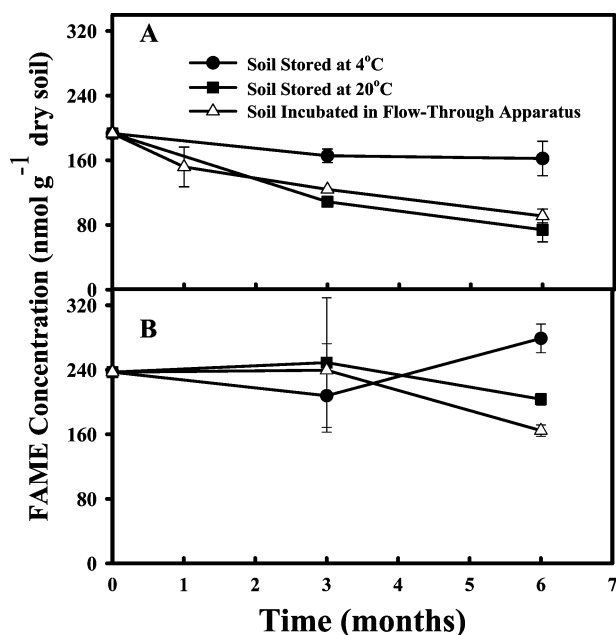 A
Soil Stored at 4°C
Soil Stored at 20°C
Soil Incubated in Flow-Through Apparatus
320
240
160
80
0
B
320
240
160
80
0
0 1 2 3 4 5 6 7
Time (months)
FAME Concentration (nmol g⁻¹ dry soil)